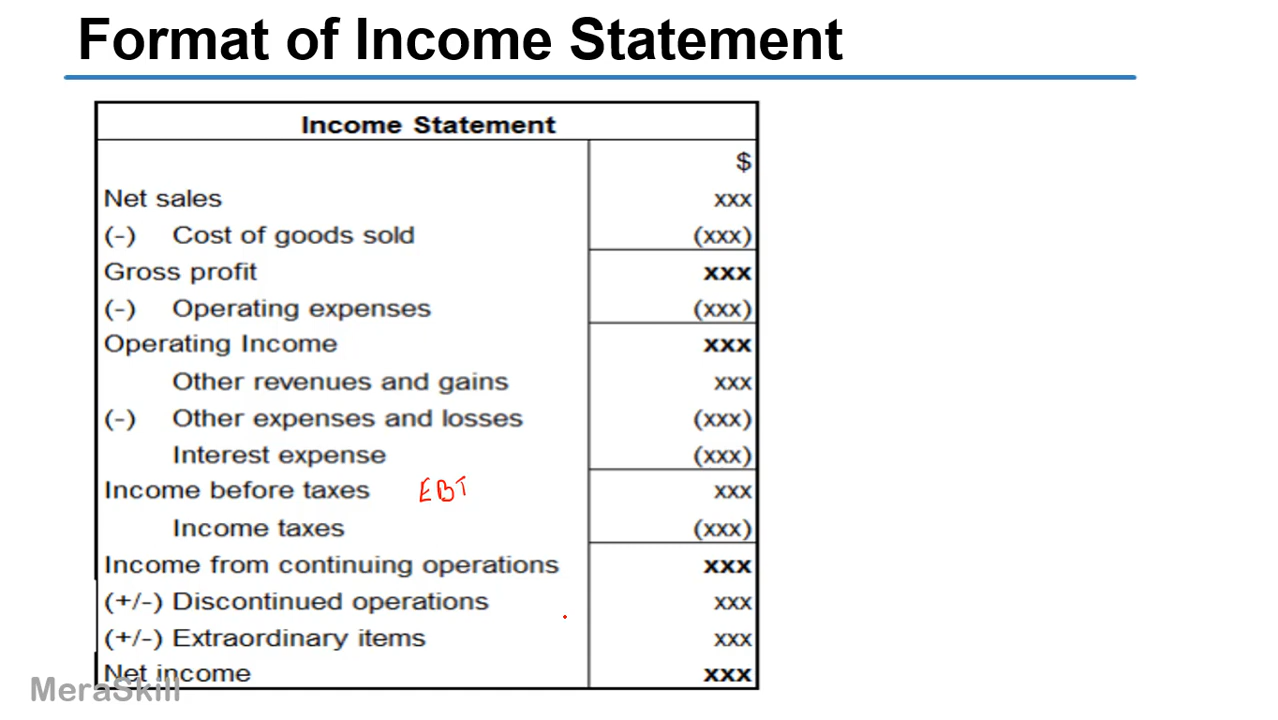 Format of Income Statement
Income Statement
$
Net sales xxx
(-) Cost of goods sold (xxx)
Gross profit xxx
(-) Operating expenses (xxx)
Operating Income xxx
Other revenues and gains xxx
(-) Other expenses and losses (xxx)
Interest expense (xxx)
Income before taxes EBT xxx
Income taxes (xxx)
Income from continuing operations xxx
(+/-) Discontinued operations xxx
(+/-) Extraordinary items xxx
Net income xxx
MeraSkill